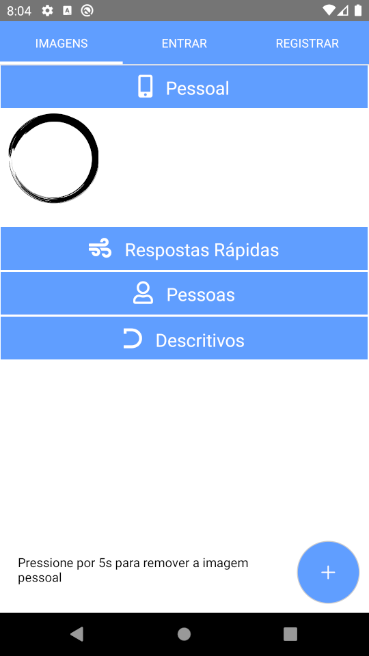 8:04
IMAGENS ENTRAR REGISTRAR
Pessoal
Respostas Rápidas
Pessoas
Descritivos
Pressione por 5s para remover a imagem
pessoal